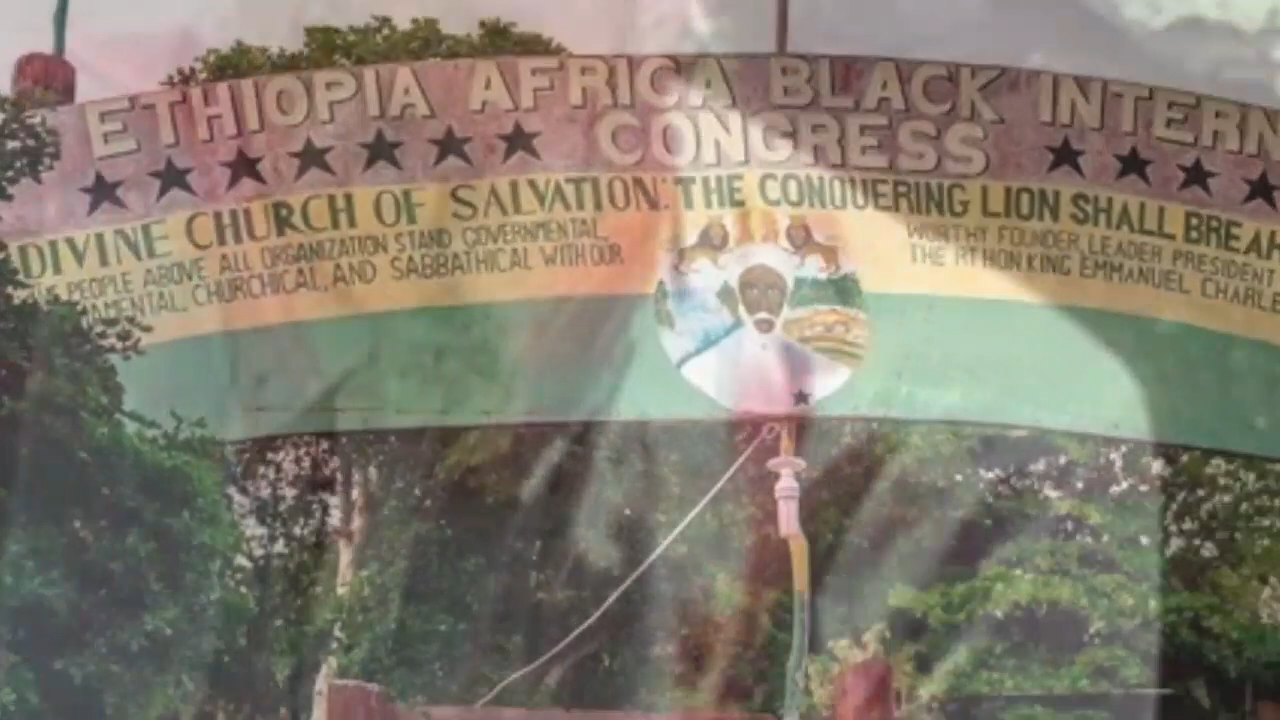 ETHIOPIA AFRICA BLACK INTERN
CONGRESS
DIVINE CHURCH OF SALVATION. THE CONQUERING LION SHALL BREAK
PEOPLE ABOVE ALL ORGANIZATION STAND GOVERNMENTAL,
AMENTAL, CHURCHICAL, AND SABBATHICAL WITH OUR
WORTHY FOUNDER, LEADER PRESIDENT
THE RT HON KING EMMANUEL CHARLE